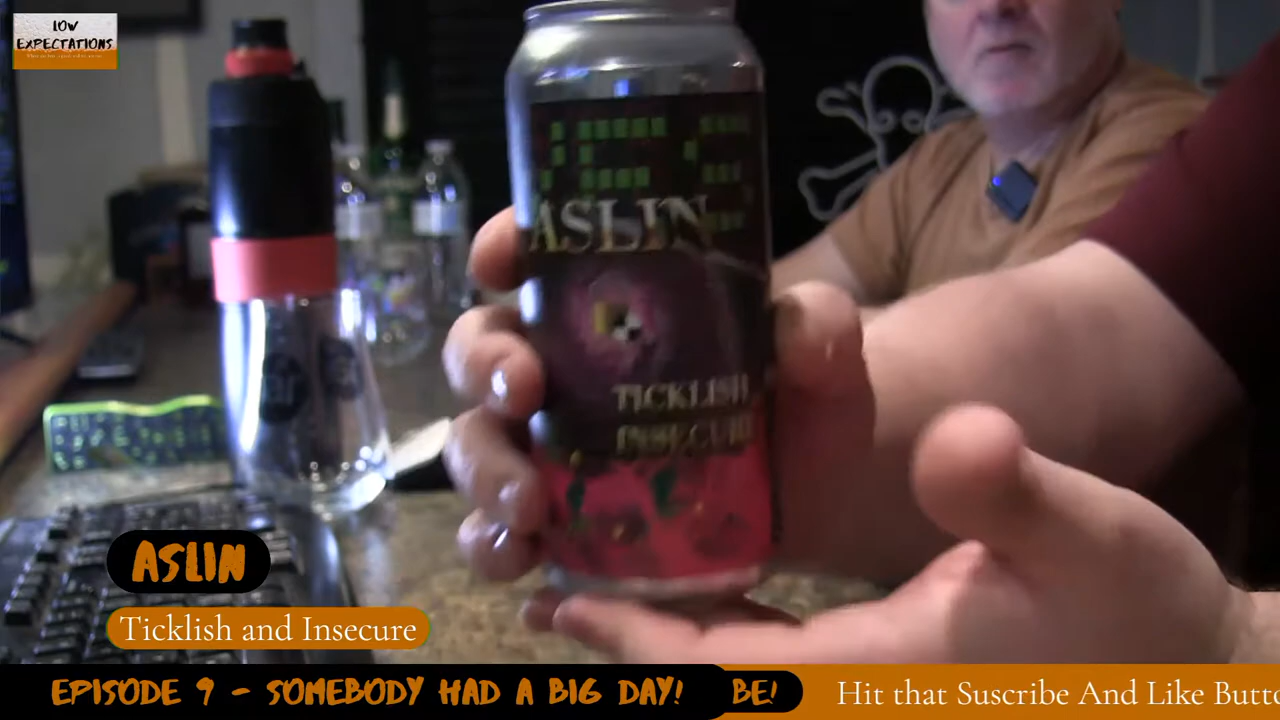 LOW
EXPECTATIONS
ASLIN
TICKLISH
INSECURE
ASLIN
Ticklish and Insecure
EPISODE 9 - SOMEBODY HAD A BIG DAY!
BE!
Hit that Suscribe And Like Butto